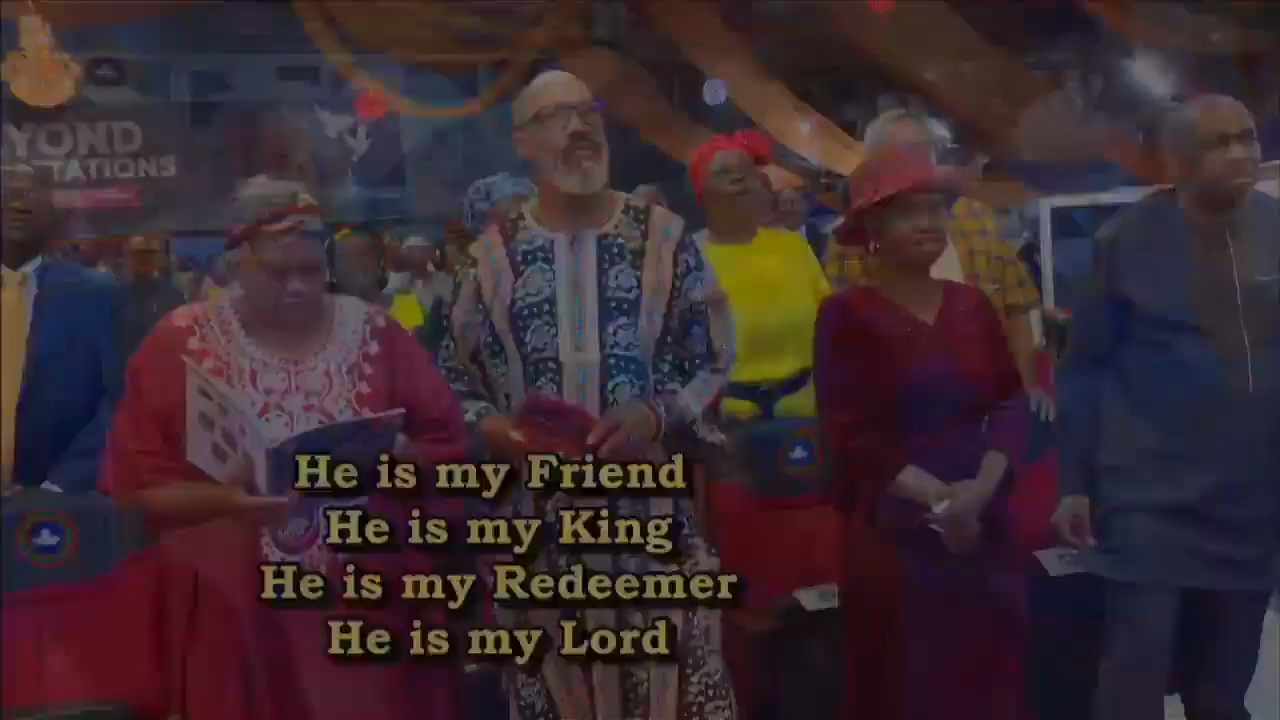 YOND
TATIONS
He is my Friend
He is my King
He is my Redeemer
He is my Lord